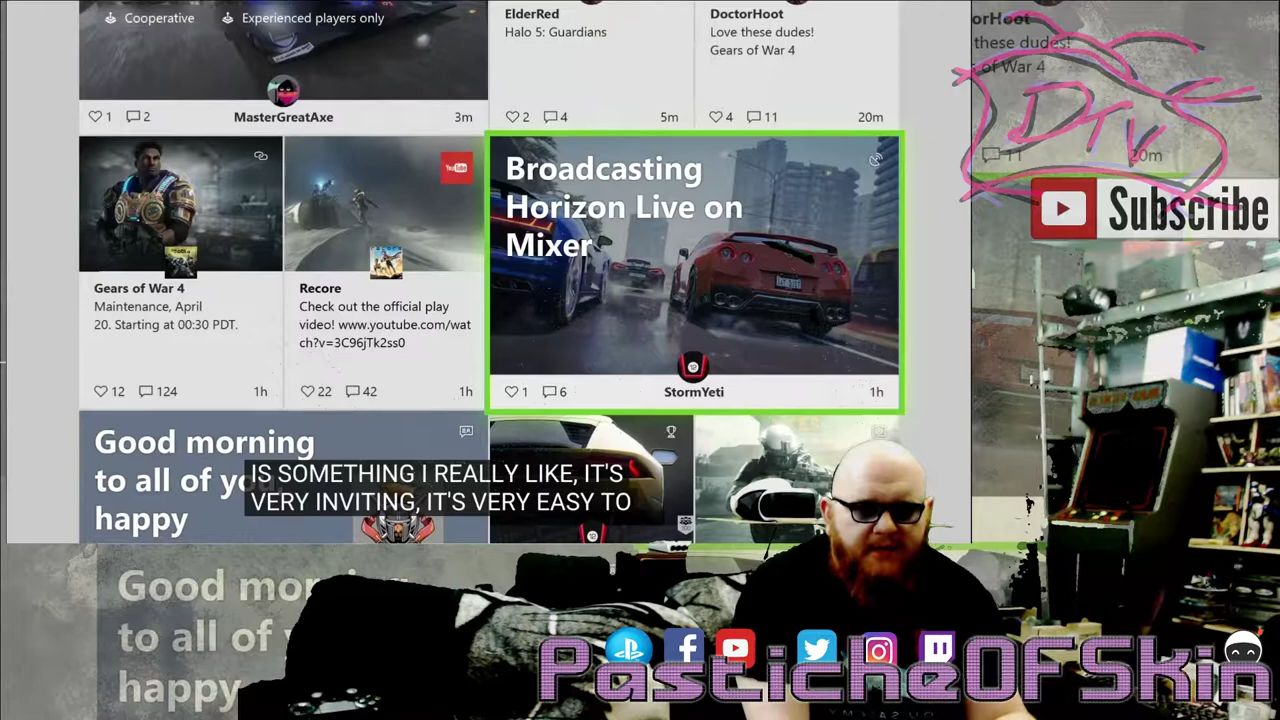 Cooperative
Experienced players only
1
2
MasterGreatAxe
3m
ElderRed
Halo 5: Guardians
2
4
5m
DoctorHoot
Love these dudes!
Gears of War 4
4
11
20m
orHoot
these dudes!
of War 4
11
20m
DTV
Subscribe
Gears of War 4
Maintenance, April
20. Starting at 00:30 PDT.
12
124
1h
YouTube
Recore
Check out the official play
video! www.youtube.com/wat
ch?v=3C96jTk2ss0
22
42
1h
Broadcasting
Horizon Live on
Mixer
1
6
StormYeti
1h
Good morning
to all of yo
happy
IS SOMETHING I REALLY LIKE, IT'S
VERY INVITING, IT'S VERY EASY TO
Good mor
to all of
happy
PasticheOFSkin